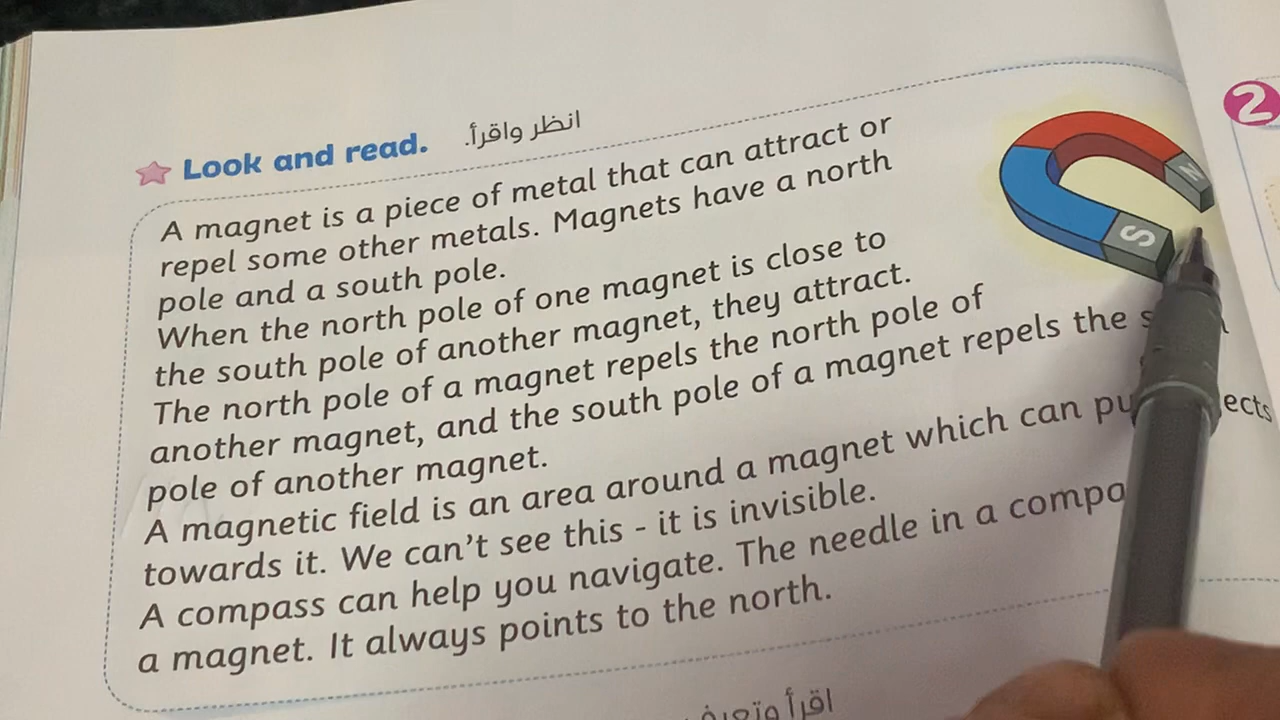 Look and read. انظر واقرأ.
A magnet is a piece of metal that can attract or
repel some other metals. Magnets have a north
pole and a south pole.
When the north pole of one magnet is close to
the south pole of another magnet, they attract.
The north pole of a magnet repels the north pole of
another magnet, and the south pole of a magnet repels the
pole of another magnet.
A magnetic field is an area around a magnet which can
towards it. We can't see this - it is invisible.
A compass can help you navigate. The needle in a
a magnet. It always points to the north.
N
S
2
اقرأ